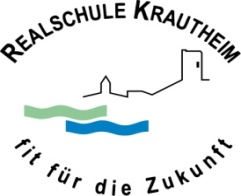 REALSCHULE KRAUTHEIM
fit für die Zukunft